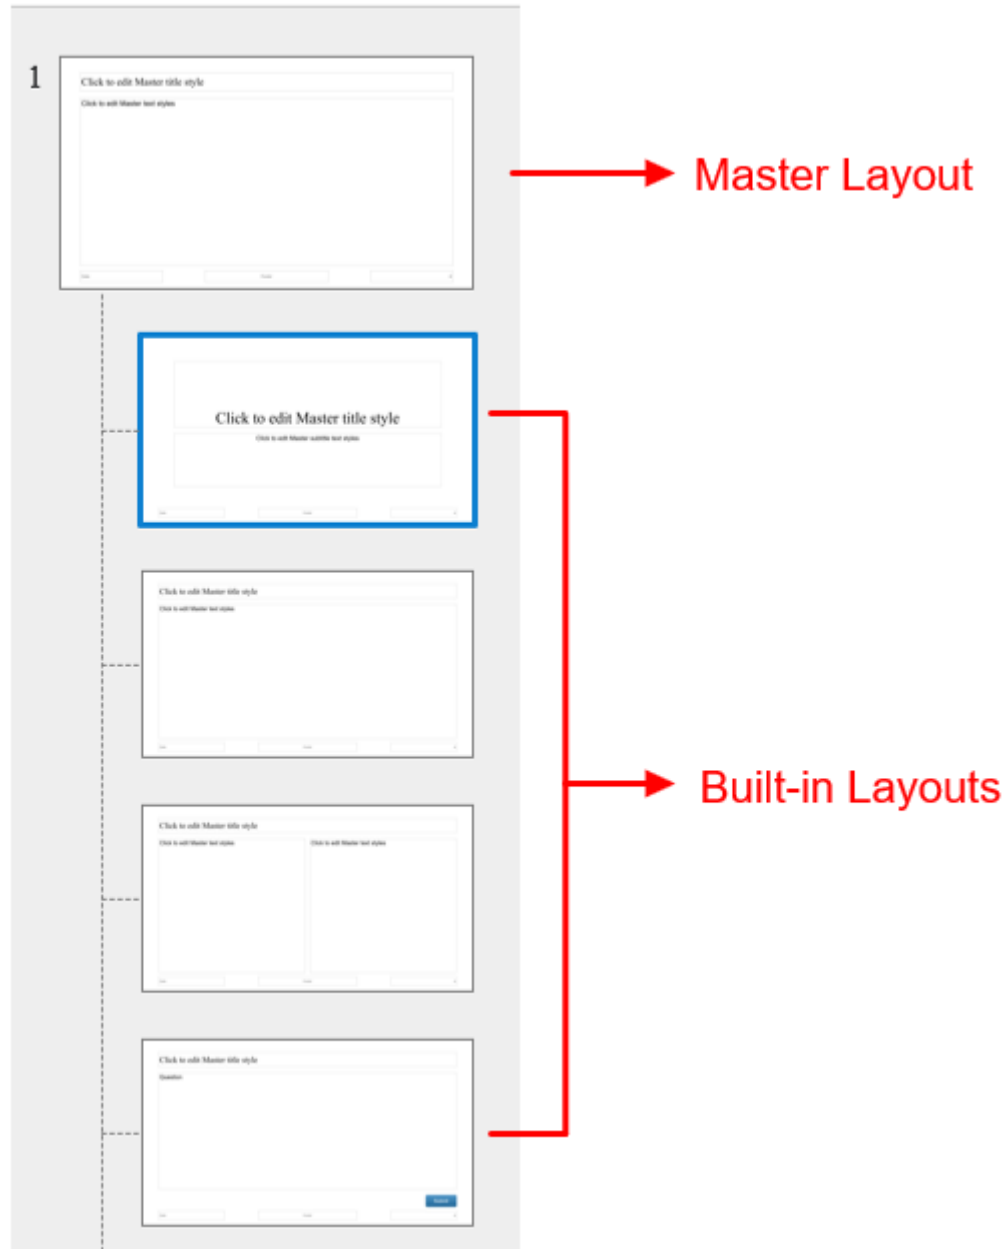 1
Click to edit Master title style
Click to edit Master text styles
Master Layout
Click to edit Master title style
Click to edit Master subtitle text styles
Click to edit Master title style
Click to edit Master text styles
Built-in Layouts
Click to edit Master title style
Click to edit Master text styles
Click to edit Master text styles
Click to edit Master title style
Question